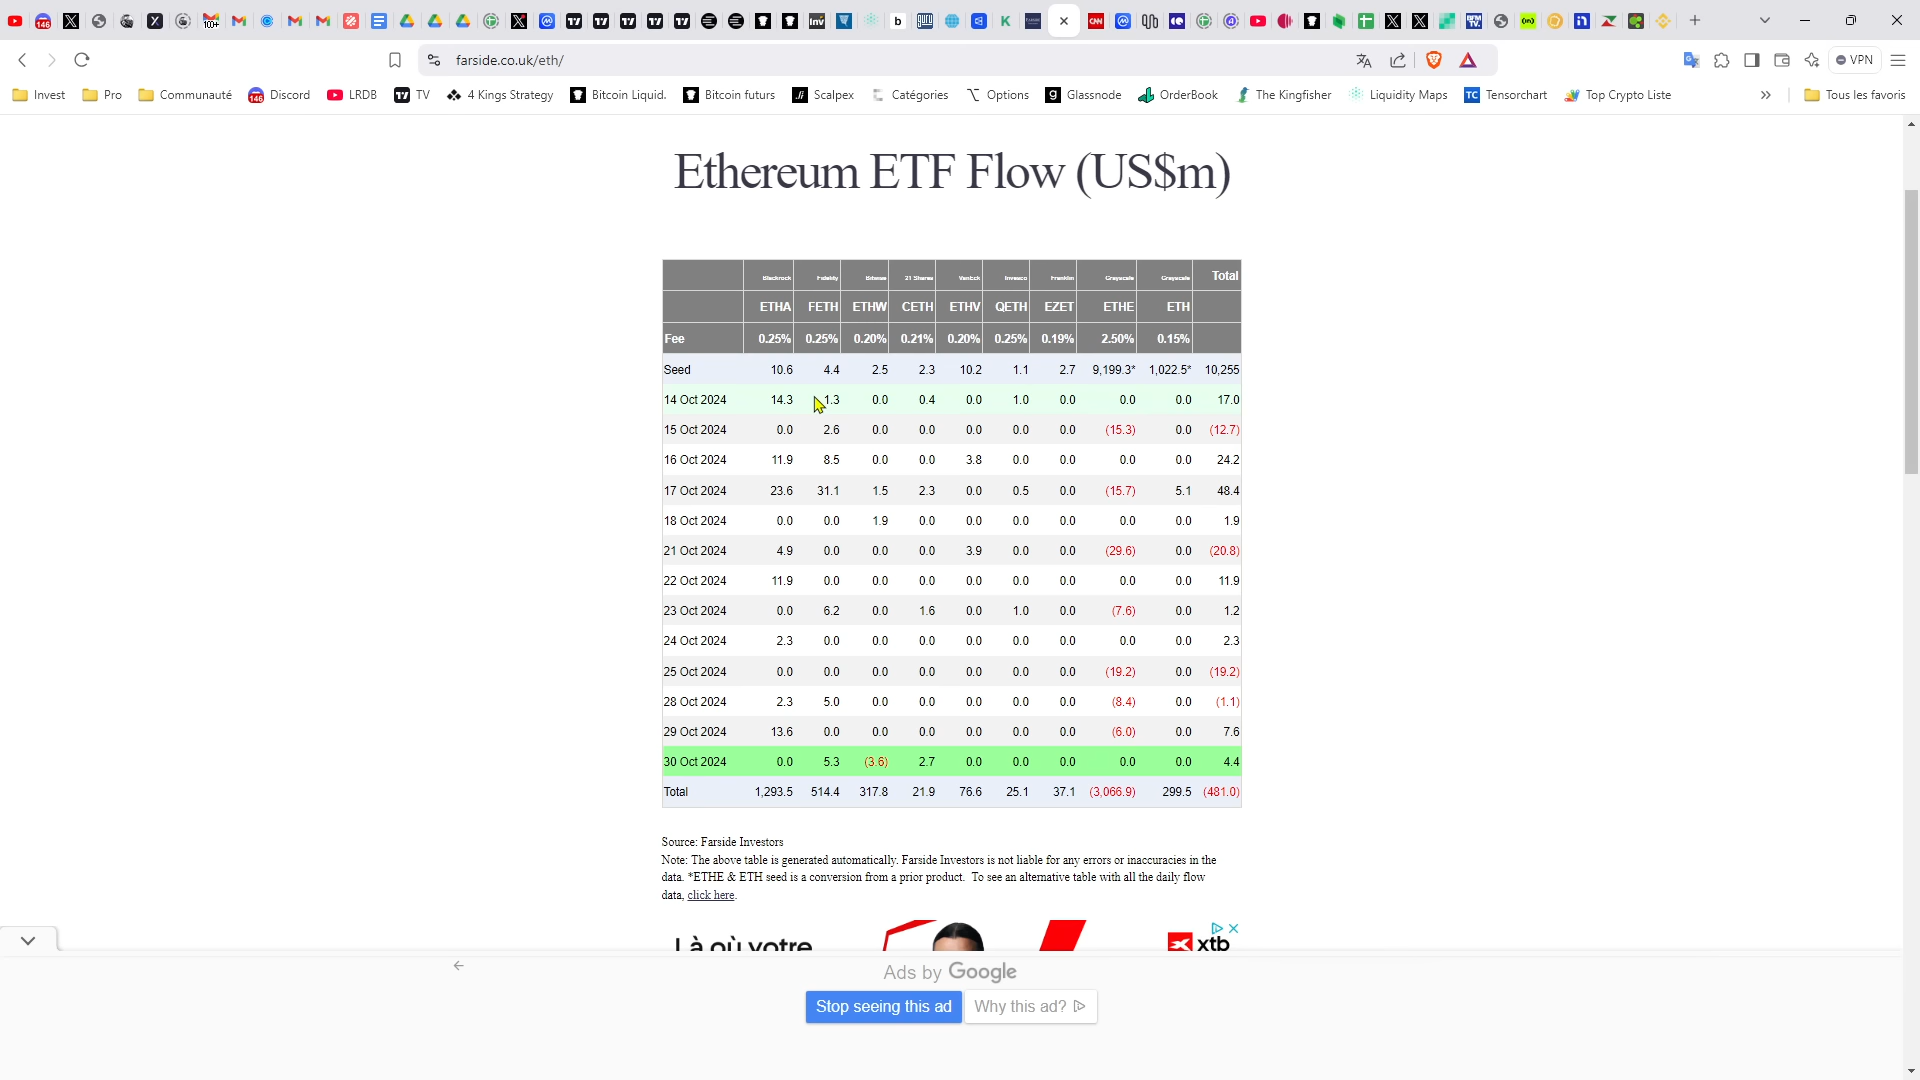 farside.co.uk/eth/
VPN
Invest Pro Communauté Discord LRDB TV 4 Kings Strategy Bitcoin Liquid. Bitcoin futurs Scalpex Catégories Options Glassnode OrderBook The Kingfisher Liquidity Maps Tensorchart Top Crypto Liste » Tous les favoris
Ethereum ETF Flow (US$m)
Blackrock Fidelity Bitwise 21 Shares VanEck Invesco Franklin Grayscale Grayscale Total
ETHA FETH ETHW CETH ETHV QETH EZET ETHE ETH
Fee 0.25% 0.25% 0.20% 0.21% 0.20% 0.25% 0.19% 2.50% 0.15%
Seed 10.6 4.4 2.5 2.3 10.2 1.1 2.7 9,199.3* 1,022.5* 10,255
14 Oct 2024 14.3 1.3 0.0 0.4 0.0 1.0 0.0 0.0 0.0 17.0
15 Oct 2024 0.0 2.6 0.0 0.0 0.0 0.0 0.0 (15.3) 0.0 (12.7)
16 Oct 2024 11.9 8.5 0.0 0.0 3.8 0.0 0.0 0.0 0.0 24.2
17 Oct 2024 23.6 31.1 1.5 2.3 0.0 0.5 0.0 (15.7) 5.1 48.4
18 Oct 2024 0.0 0.0 1.9 0.0 0.0 0.0 0.0 0.0 0.0 1.9
21 Oct 2024 4.9 0.0 0.0 0.0 3.9 0.0 0.0 (29.6) 0.0 (20.8)
22 Oct 2024 11.9 0.0 0.0 0.0 0.0 0.0 0.0 0.0 0.0 11.9
23 Oct 2024 0.0 6.2 0.0 1.6 0.0 1.0 0.0 (7.6) 0.0 1.2
24 Oct 2024 2.3 0.0 0.0 0.0 0.0 0.0 0.0 0.0 0.0 2.3
25 Oct 2024 0.0 0.0 0.0 0.0 0.0 0.0 0.0 (19.2) 0.0 (19.2)
28 Oct 2024 2.3 5.0 0.0 0.0 0.0 0.0 0.0 (8.4) 0.0 (1.1)
29 Oct 2024 13.6 0.0 0.0 0.0 0.0 0.0 0.0 (6.0) 0.0 7.6
30 Oct 2024 0.0 5.3 (3.6) 2.7 0.0 0.0 0.0 0.0 0.0 4.4
Total 1,293.5 514.4 317.8 21.9 76.6 25.1 37.1 (3,066.9) 299.5 (481.0)
Source: Farside Investors
Note: The above table is generated automatically. Farside Investors is not liable for any errors or inaccuracies in the
data. *ETHE & ETH seed is a conversion from a prior product. To see an alternative table with all the daily flow
data, click here.
Là où votre xtb
Ads by Google
Stop seeing this ad Why this ad?